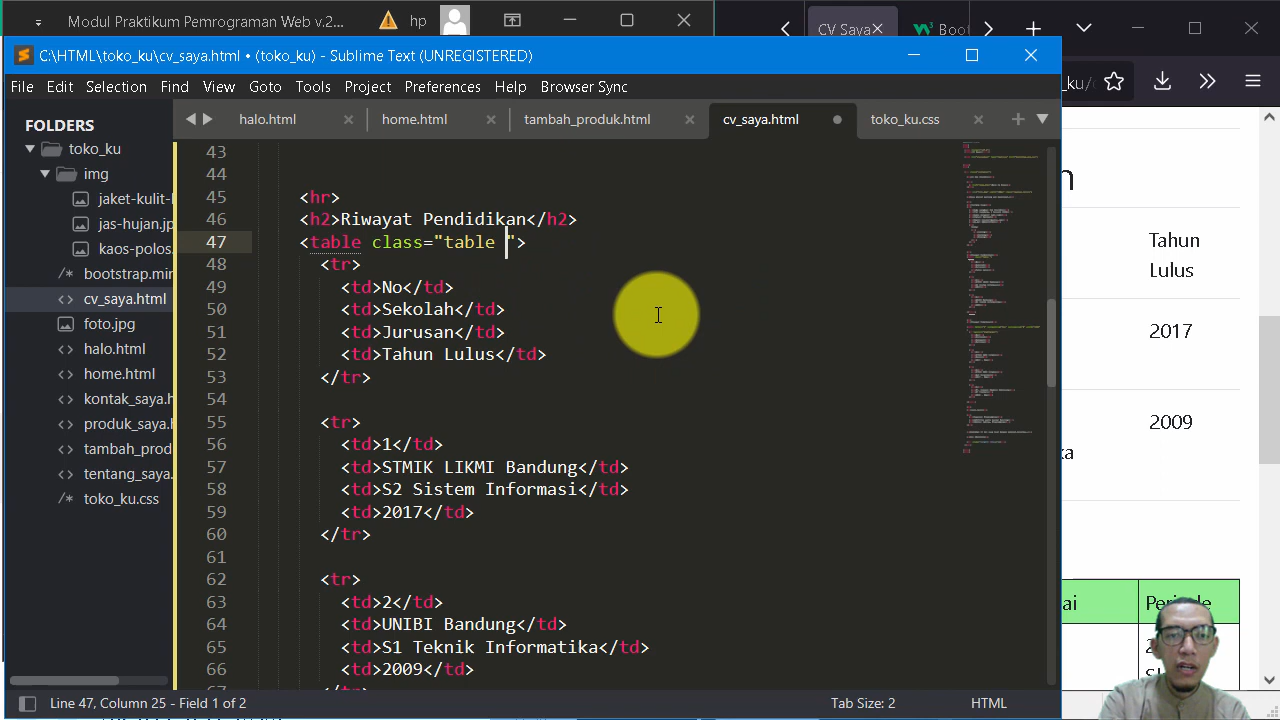 Modul Praktikum Pemrograman Web v.2...
hp
CV Saya
Boot
C:\HTML\toko_ku\cv_saya.html • (toko_ku) - Sublime Text (UNREGISTERED)
File Edit Selection Find View Goto Tools Project Preferences Help Browser Sync
_ku/
FOLDERS
toko_ku
img
jaket-kulit-
jas-hjan.jp
kaos-polos
bootstrap.min
cv_saya.html
foto.jpg
halo.html
home.html
kontak_saya.h
produk_saya.h
tambah_prod
tentang_saya.
toko_ku.css
halo.html
home.html
tambah_produk.html
cv_saya.html
toko_ku.css
43
44
45 <hr>
46 <h2>Riwayat Pendidikan</h2>
47 <table class="table ">
48 <tr>
49 <td>No</td>
50 <td>Sekolah</td>
51 <td>Jurusan</td>
52 <td>Tahun Lulus</td>
53 </tr>
54
55 <tr>
56 <td>1</td>
57 <td>STMIK LIKMI Bandung</td>
58 <td>S2 Sistem Informasi</td>
59 <td>2017</td>
60 </tr>
61
62 <tr>
63 <td>2</td>
64 <td>UNIBI Bandung</td>
65 <td>S1 Teknik Informatika</td>
66 <td>2009</td>
67 </tr>
n
Tahun
Lulus
2017
2009
ka
ai
Line 47, Column 25 - Field 1 of 2
Tab Size: 2
HTML